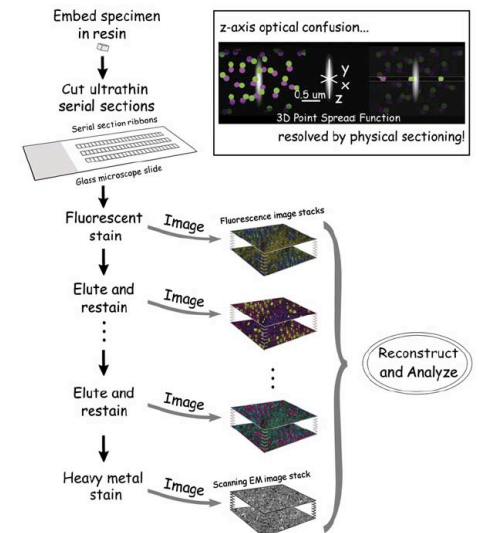 Embed specimen
in resin
Cut ultrathin
serial sections
Serial section ribbons
Glass microscope slide
z-axis optical confusion...
y
x
z
0.5 um
3D Point Spread Function
resolved by physical sectioning!
Fluorescent
stain
Image
Fluorescence image stacks
Elute and
restain
Image
Elute and
restain
Image
Heavy metal
stain
Image
Scanning EM image stack
Reconstruct
and Analyze